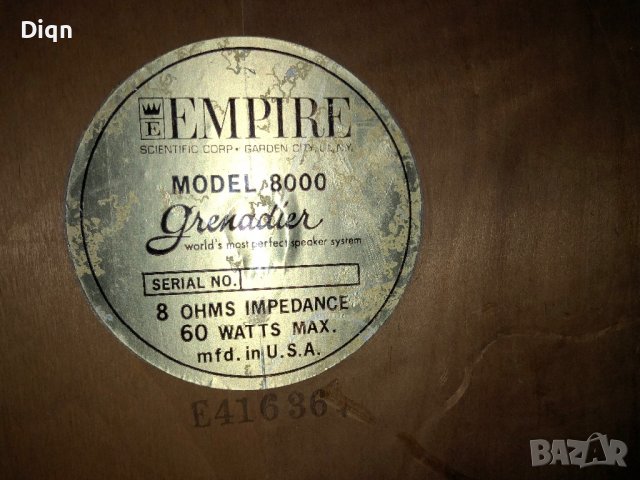 Diqn
E EMPIRE
SCIENTIFIC CORP • GARDEN CITY, L.I., N.Y.
MODEL 8000
grenadier
world's most perfect speaker system
SERIAL NO.
8 OHMS IMPEDANCE
60 WATTS MAX.
mfd. in U.S.A.
E41636
BAZAR